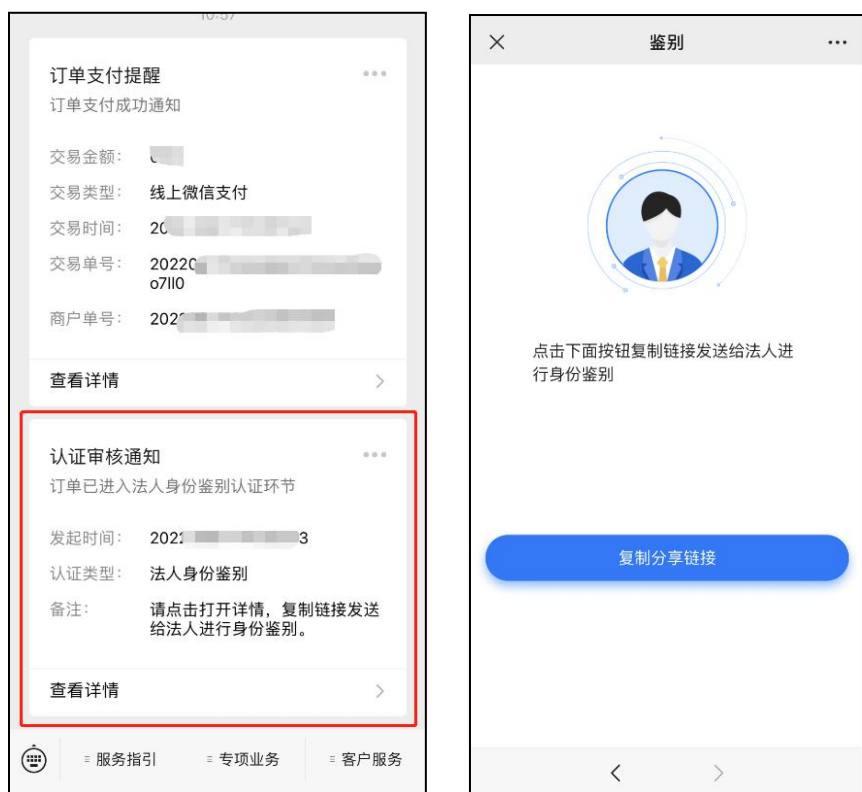 订单支付提醒
订单支付成功通知
交易金额：
交易类型： 线上微信支付
交易时间： 20
交易单号： 2022
o7lI0
商户单号： 202
查看详情
认证审核通知
订单已进入法人身份鉴别认证环节
发起时间： 202 3
认证类型： 法人身份鉴别
备注： 请点击打开详情，复制链接发送
给法人进行身份鉴别。
查看详情
服务指引 专项业务 客户服务
鉴别
点击下面按钮复制链接发送给法人进
行身份鉴别
复制分享链接